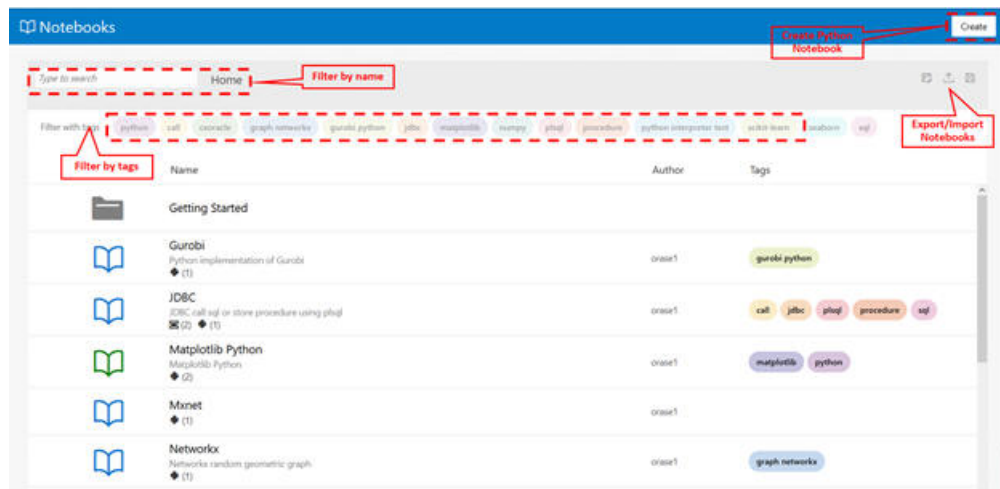 Notebooks
Create
Create Python
Notebook
Type to search
Home
Filter by name
Filter with tags
python
call
cxoracle
graph networkx
gurobi python
jdbc
matplotlib
numpy
plsql
procedure
python interpreter test
scikit-learn
seaborn
sql
Export/Import
Notebooks
Filter by tags
Name
Author
Tags
Getting Started
Gurobi
Python implementation of Gurobi
(1)
orase1
gurobi python
JDBC
JDBC call sql or store procedure using plsql
(2) (1)
orase1
call
jdbc
plsql
procedure
sql
Matplotlib Python
Matplotlib Python
(2)
orase1
matplotlib
python
Mxnet
(1)
orase1
Networkx
Networkx random geometric graph
(1)
orase1
graph networkx